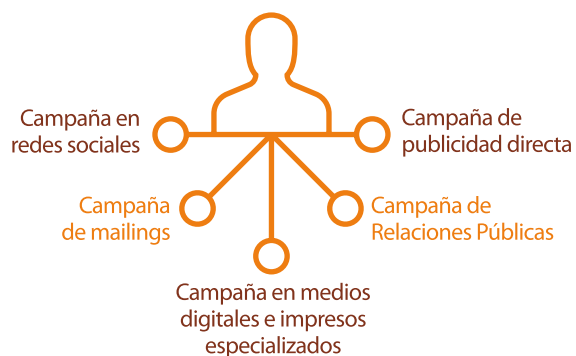 Campaña en
redes sociales
Campaña de
publicidad directa
Campaña
de mailings
Campaña de
Relaciones Públicas
Campaña en medios
digitales e impresos
especializados